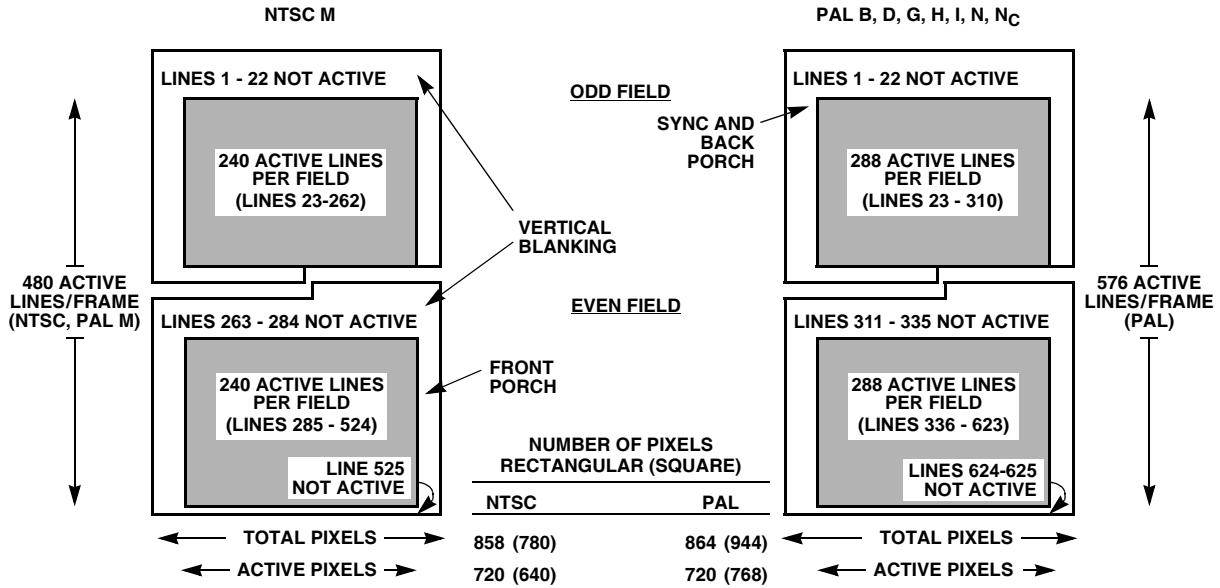 NTSC M
LINES 1 - 22 NOT ACTIVE
240 ACTIVE LINES
PER FIELD
(LINES 23-262)
480 ACTIVE
LINES/FRAME
(NTSC, PAL M)
LINES 263 - 284 NOT ACTIVE
240 ACTIVE LINES
PER FIELD
(LINES 285 - 524)
LINE 525
NOT ACTIVE
TOTAL PIXELS
ACTIVE PIXELS
ODD FIELD
SYNC AND
BACK
PORCH
VERTICAL
BLANKING
EVEN FIELD
FRONT
PORCH
NUMBER OF PIXELS
RECTANGULAR (SQUARE)
NTSC PAL
858 (780) 864 (944)
720 (640) 720 (768)
PAL B, D, G, H, I, N, NC
LINES 1 - 22 NOT ACTIVE
288 ACTIVE LINES
PER FIELD
(LINES 23 - 310)
576 ACTIVE
LINES/FRAME
(PAL)
LINES 311 - 335 NOT ACTIVE
288 ACTIVE LINES
PER FIELD
(LINES 336 - 623)
LINES 624-625
NOT ACTIVE
TOTAL PIXELS
ACTIVE PIXELS